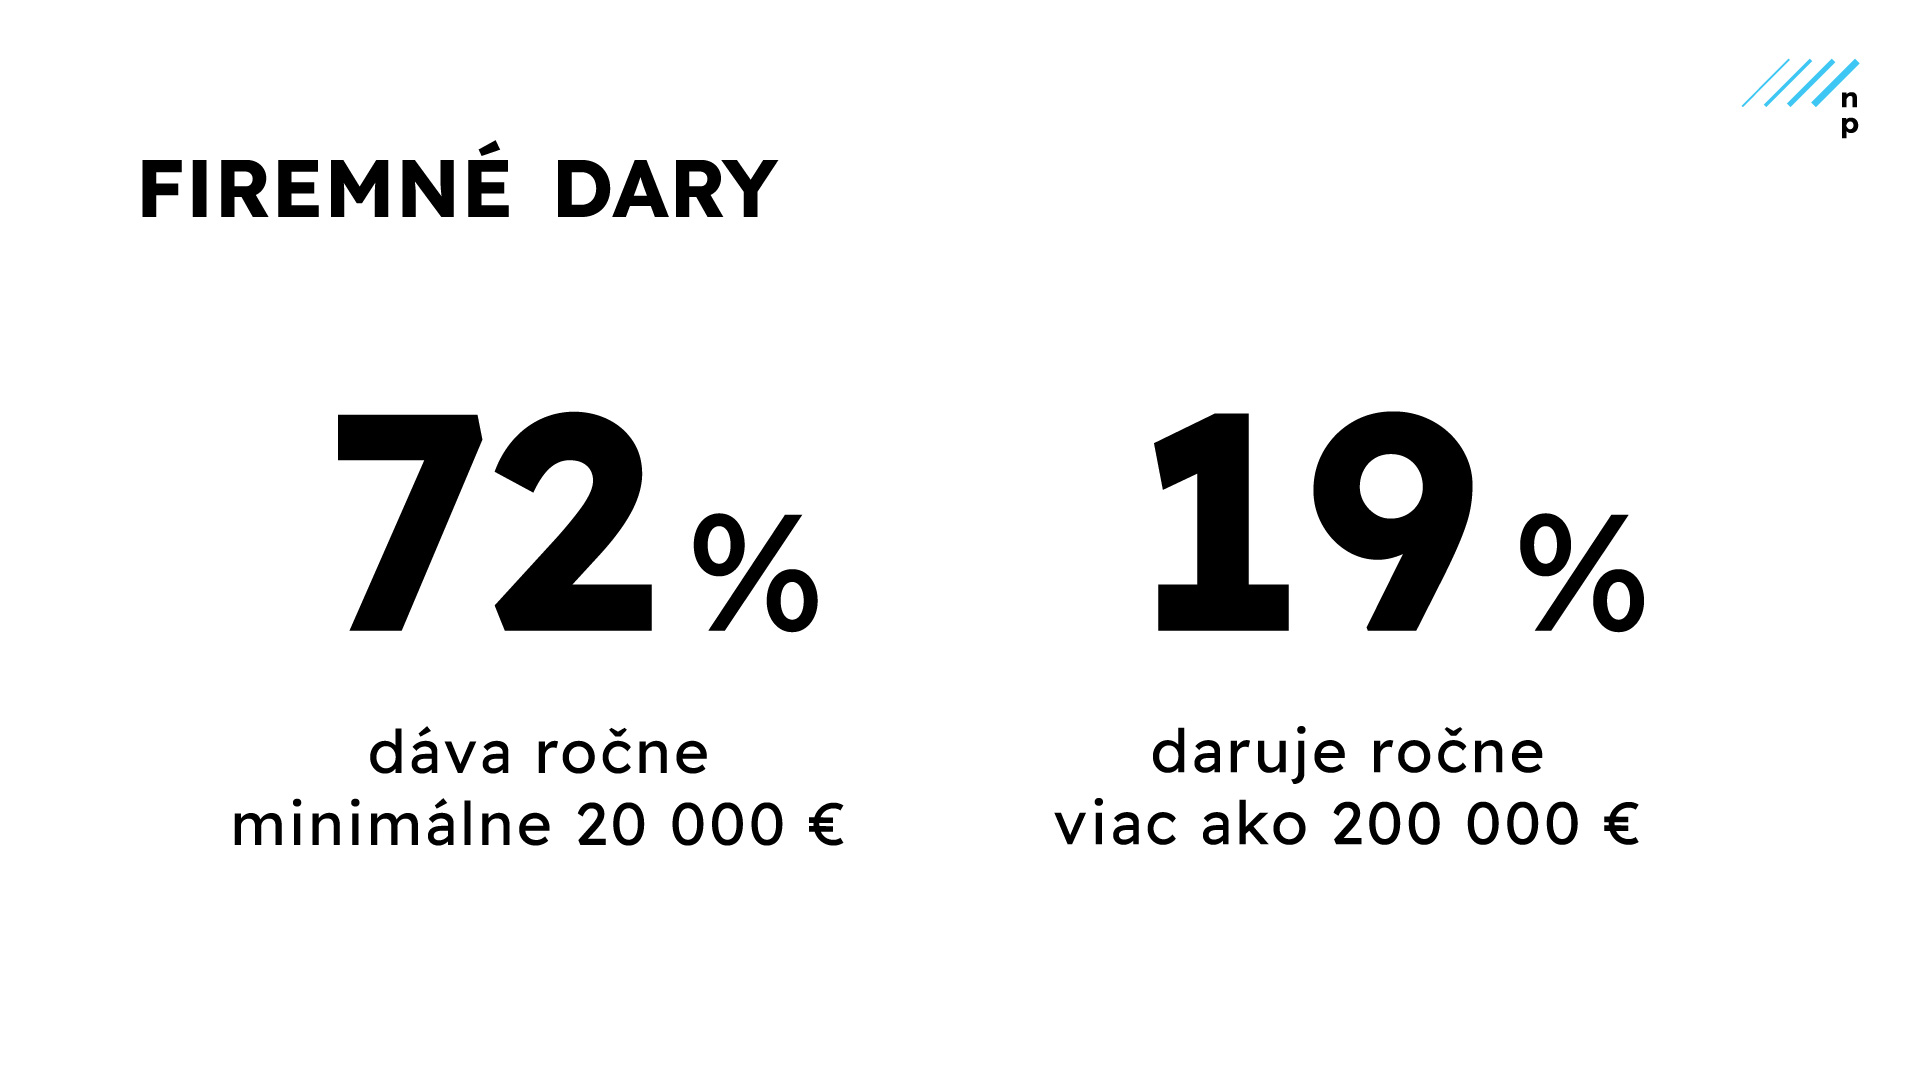 n
p
FIREMNÉ DARY
72 %
dáva ročne
minimálne 20 000 €
19 %
daruje ročne
viac ako 200 000 €